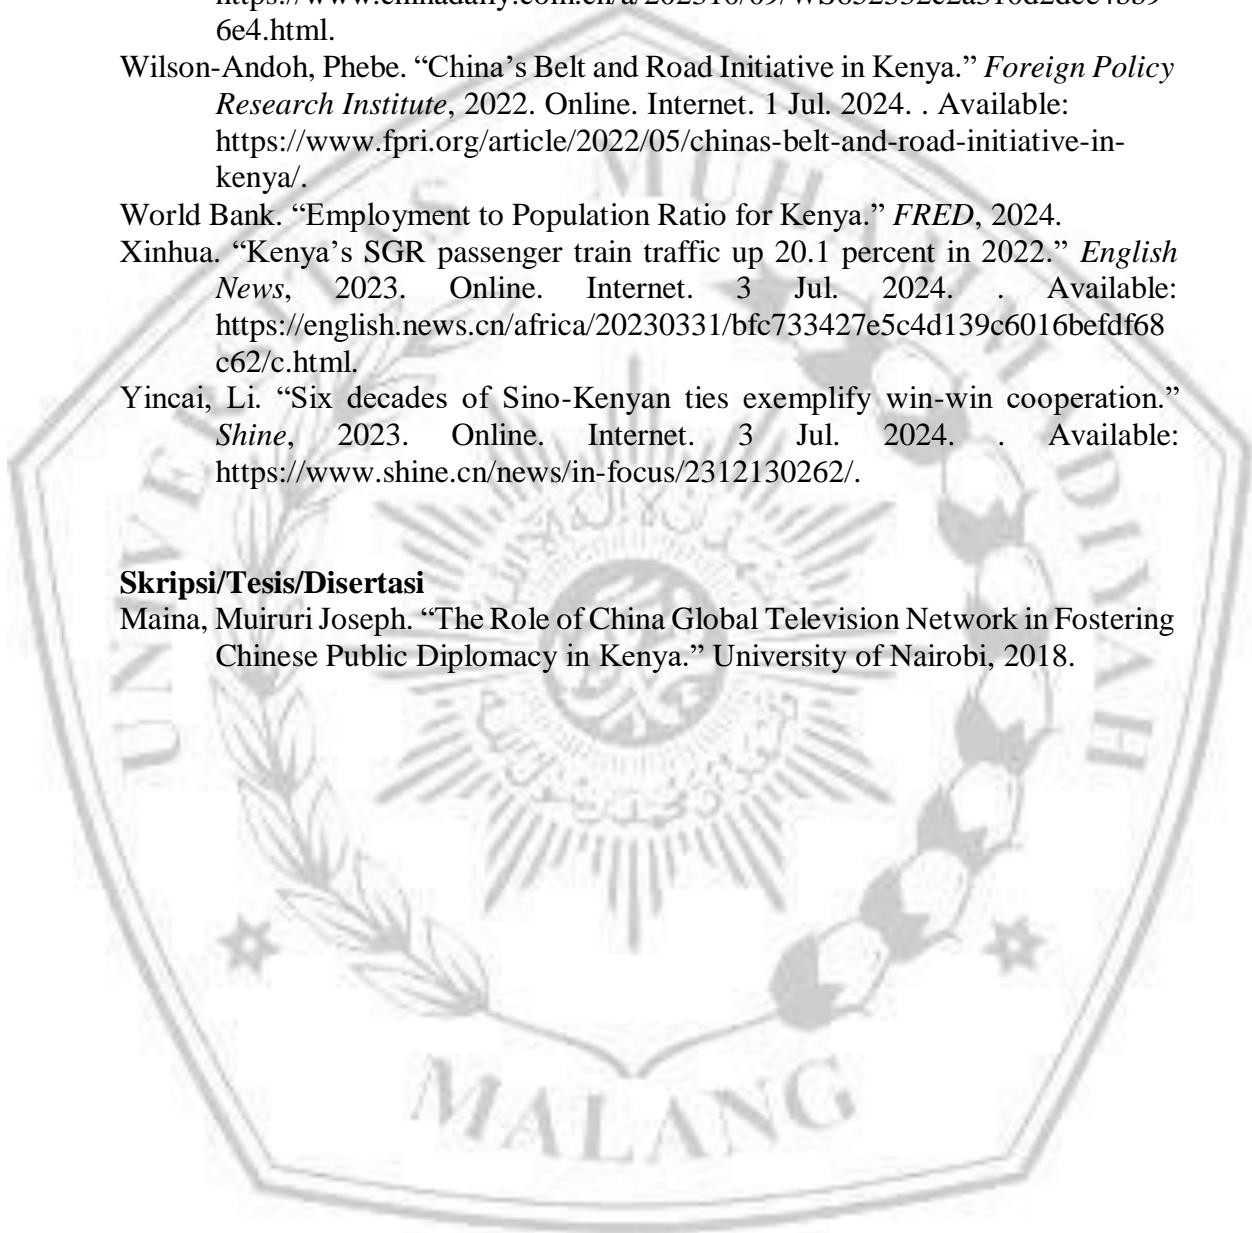 6e4.html.
Wilson-Andoh, Phebe. “China’s Belt and Road Initiative in Kenya.” Foreign Policy
Research Institute, 2022. Online. Internet. 1 Jul. 2024. . Available:
https://www.fpri.org/article/2022/05/chinas-belt-and-road-initiative-in-
kenya/.
World Bank. “Employment to Population Ratio for Kenya.” FRED, 2024.
Xinhua. “Kenya’s SGR passenger train traffic up 20.1 percent in 2022.” English
News, 2023. Online. Internet. 3 Jul. 2024. . Available:
https://english.news.cn/africa/20230331/bfc733427e5c4d139c6016befdf68
c62/c.html.
Yincai, Li. “Six decades of Sino-Kenyan ties exemplify win-win cooperation.”
Shine, 2023. Online. Internet. 3 Jul. 2024. . Available:
https://www.shine.cn/news/in-focus/2312130262/.
Skripsi/Tesis/Disertasi
Maina, Muiruri Joseph. “The Role of China Global Television Network in Fostering
Chinese Public Diplomacy in Kenya.” University of Nairobi, 2018.
UNIVERSITAS MUHAMMADIYAH
MALANG